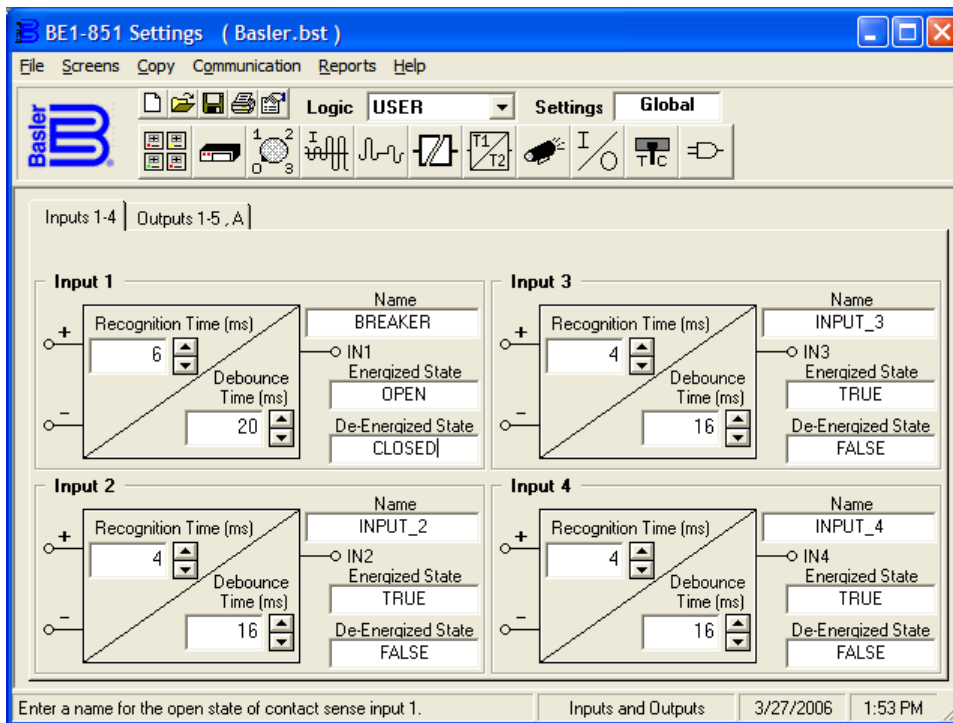 BE1-851 Settings ( Basler.bst )
File Screens Copy Communication Reports Help
Basler
Logic USER Settings Global
1 2 0 3 I T1 T2 I O T C
Inputs 1-4 Outputs 1-5 , A
Input 1
Name
BREAKER
+
Recognition Time (ms)
6
IN1
Energized State
OPEN
Debounce
Time (ms)
20
−
De-Energized State
CLOSED
Input 3
Name
INPUT_3
+
Recognition Time (ms)
4
IN3
Energized State
TRUE
Debounce
Time (ms)
16
−
De-Energized State
FALSE
Input 2
Name
INPUT_2
+
Recognition Time (ms)
4
IN2
Energized State
TRUE
Debounce
Time (ms)
16
−
De-Energized State
FALSE
Input 4
Name
INPUT_4
+
Recognition Time (ms)
4
IN4
Energized State
TRUE
Debounce
Time (ms)
16
−
De-Energized State
FALSE
Enter a name for the open state of contact sense input 1. Inputs and Outputs 3/27/2006 1:53 PM